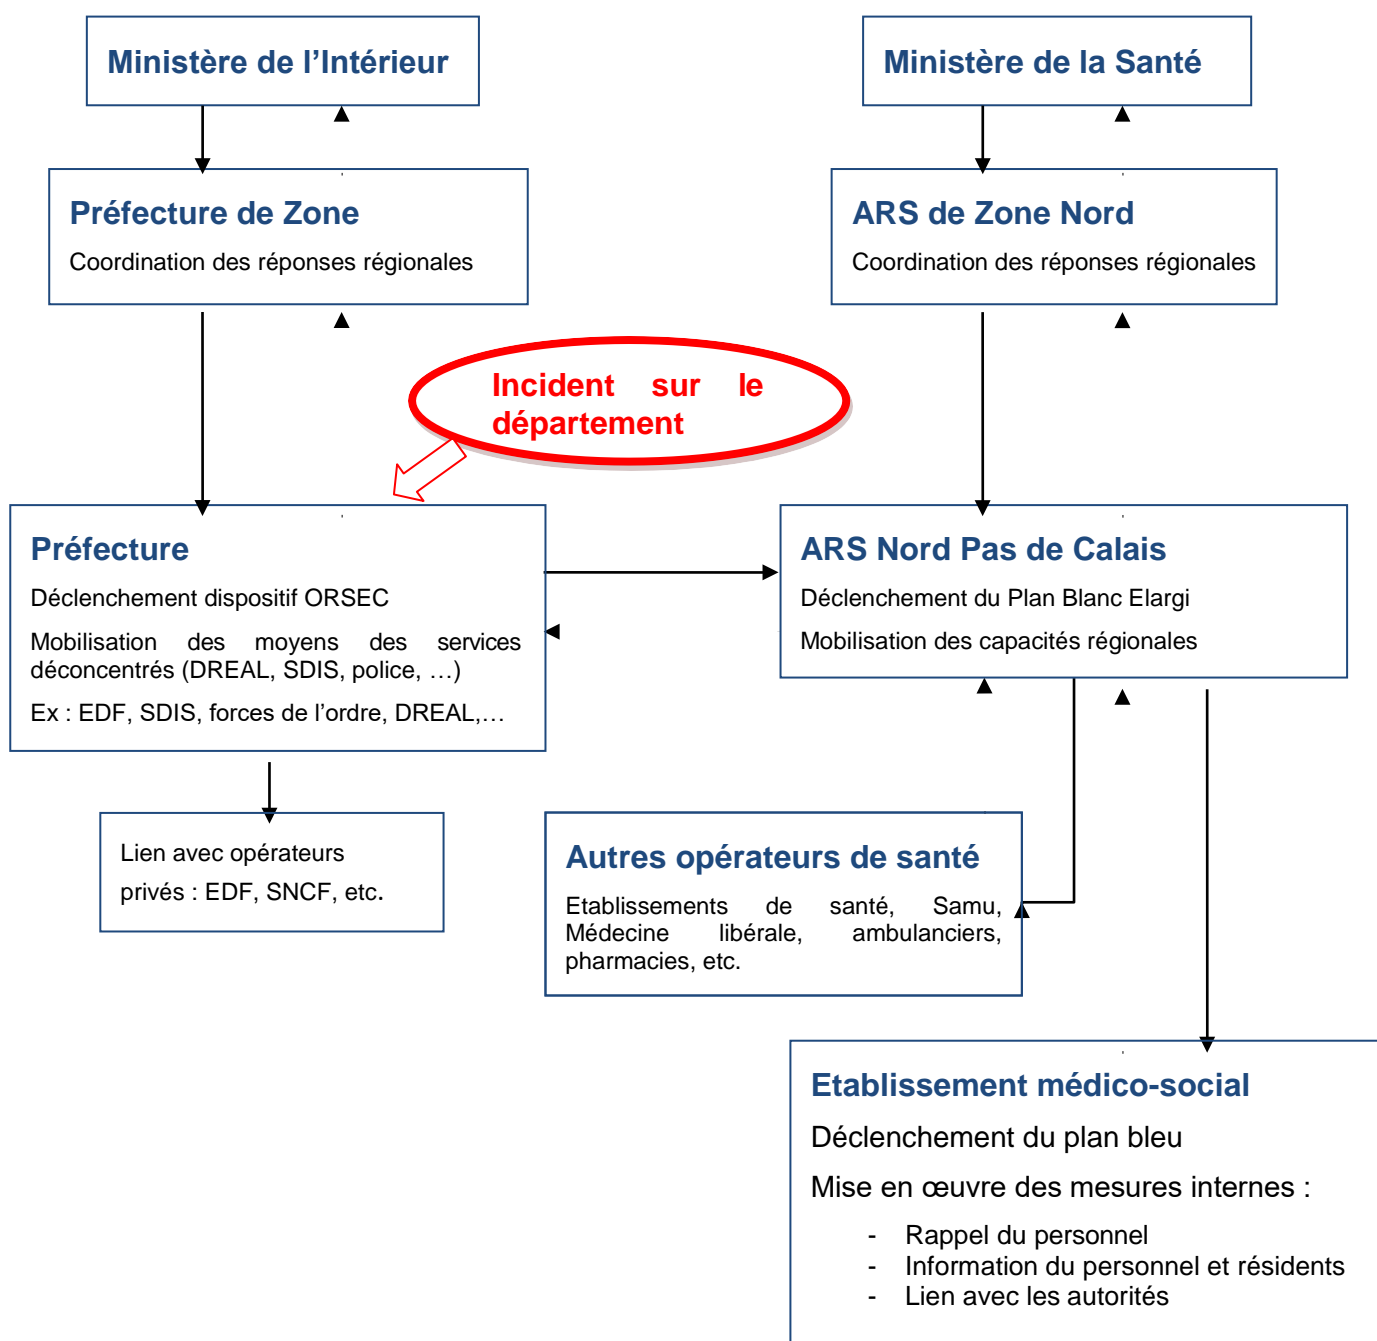 Ministère de l'Intérieur
Ministère de la Santé
Préfecture de Zone
Coordination des réponses régionales
ARS de Zone Nord
Coordination des réponses régionales
Incident sur le
département
Préfecture
Déclenchement dispositif ORSEC
Mobilisation des moyens des services
déconcentrés (DREAL, SDIS, police, …)
Ex : EDF, SDIS, forces de l'ordre, DREAL,…
ARS Nord Pas de Calais
Déclenchement du Plan Blanc Elargi
Mobilisation des capacités régionales
Lien avec opérateurs
privés : EDF, SNCF, etc.
Autres opérateurs de santé
Etablissements de santé, Samu,
Médecine libérale, ambulanciers,
pharmacies, etc.
Etablissement médico-social
Déclenchement du plan bleu
Mise en œuvre des mesures internes :
- Rappel du personnel
- Information du personnel et résidents
- Lien avec les autorités